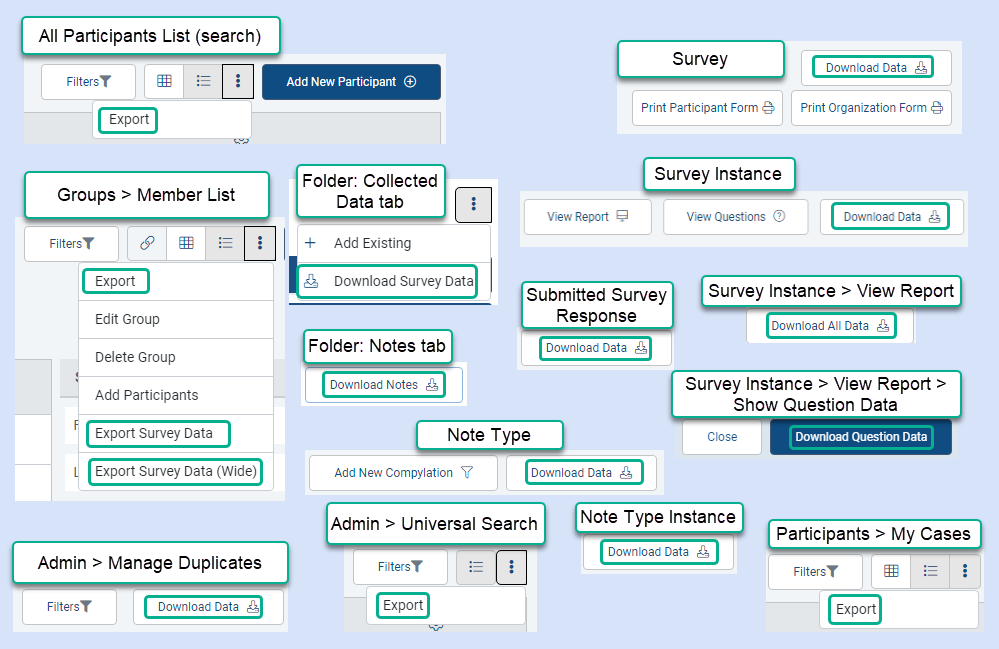 All Participants List (search)
Filters
Add New Participant
Export
Survey
Download Data
Print Participant Form
Print Organization Form
Groups > Member List
Filters
Export
Edit Group
Delete Group
Add Participants
Export Survey Data
Export Survey Data (Wide)
Folder: Collected
Data tab
Add Existing
Download Survey Data
Survey Instance
View Report
View Questions
Download Data
Submitted Survey
Response
Download Data
Survey Instance > View Report
Download All Data
Folder: Notes tab
Download Notes
Survey Instance > View Report >
Show Question Data
Close
Download Question Data
Note Type
Add New Compylation
Download Data
Admin > Universal Search
Filters
Export
Note Type Instance
Download Data
Participants > My Cases
Filters
Export
Admin > Manage Duplicates
Filters
Download Data